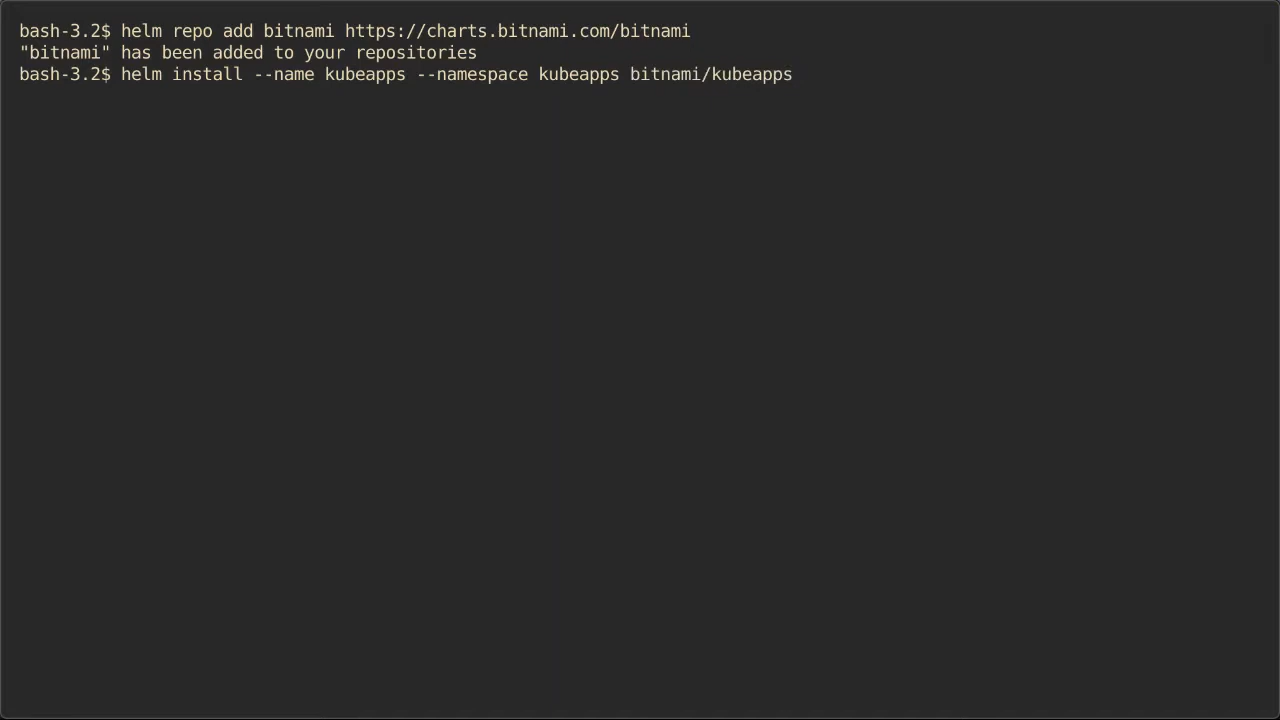 bash-3.2$ helm repo add bitnami https://charts.bitnami.com/bitnami
"bitnami" has been added to your repositories
bash-3.2$ helm install --name kubeapps --namespace kubeapps bitnami/kubeapps